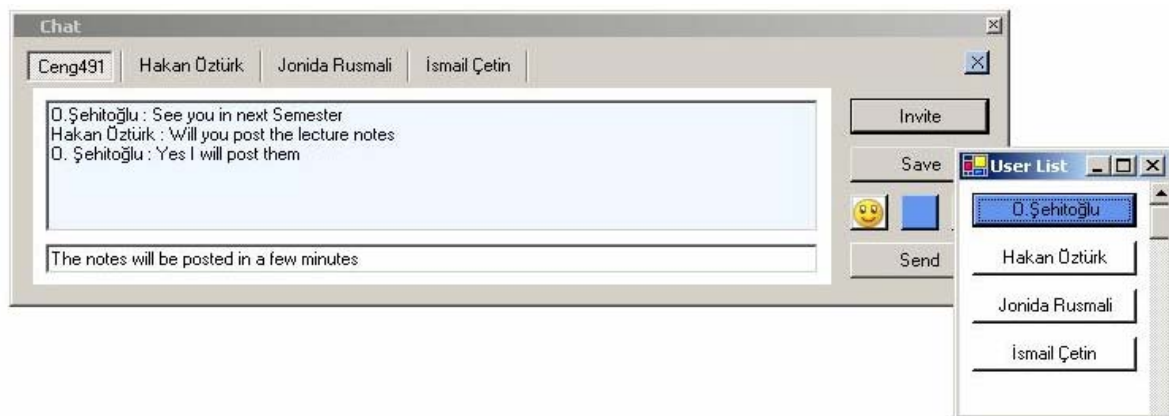 Chat
Ceng491 Hakan Öztürk Jonida Rusmali İsmail Çetin
O.Şehitoğlu : See you in next Semester
Hakan Öztürk : Will you post the lecture notes
O. Şehitoğlu : Yes I will post them
The notes will be posted in a few minutes
Invite
Save
Send
User List
O.Şehitoğlu
Hakan Öztürk
Jonida Rusmali
İsmail Çetin